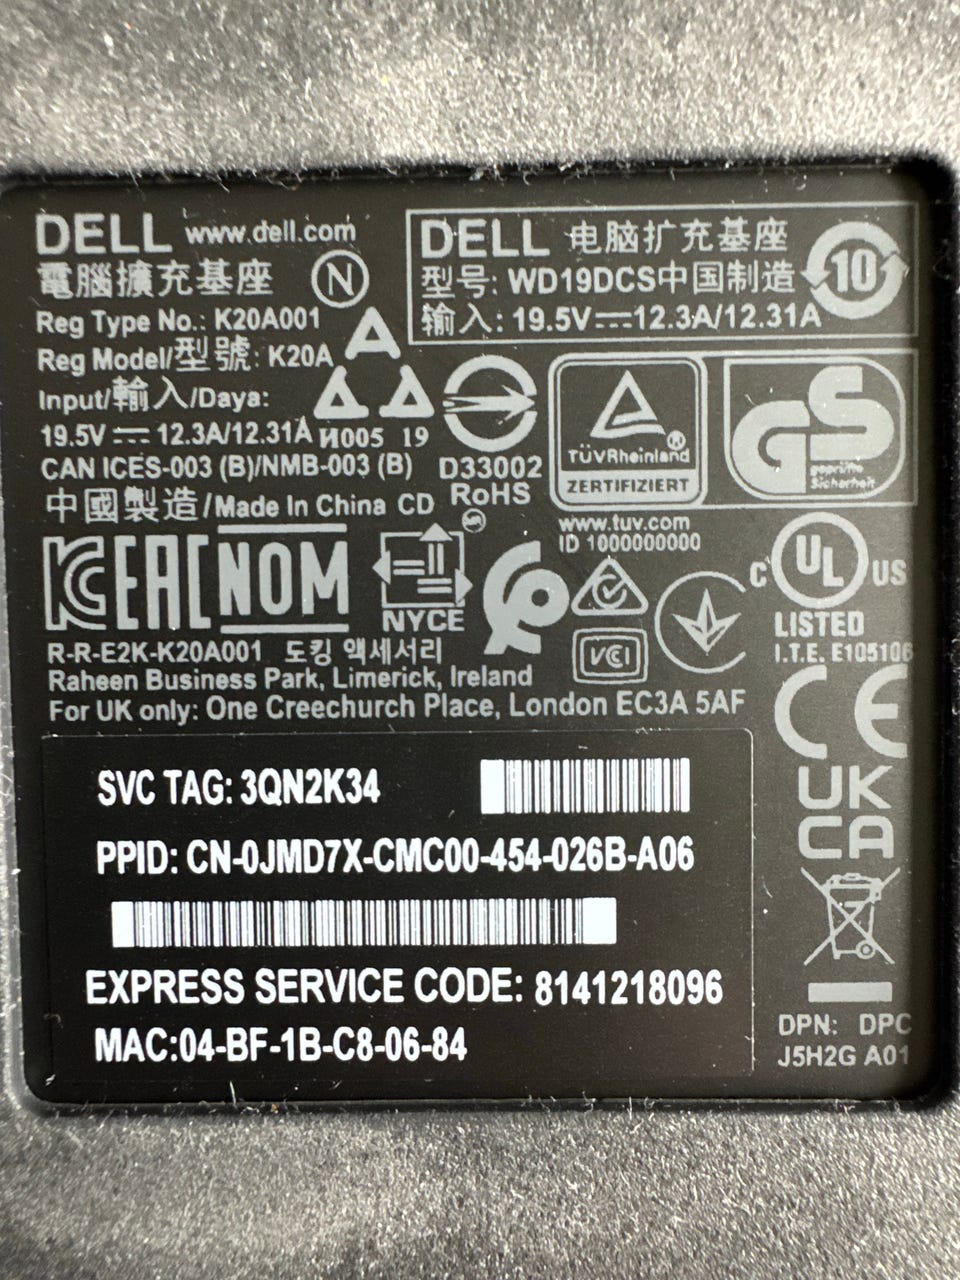 DELL www.dell.com
電腦擴充基座 N
Reg Type No.: K20A001
Reg Model/型號: K20A
Input/輸入/Daya:
19.5V⎓12.3A/12.31A
И005 19
CAN ICES-003 (B)/NMB-003 (B)
中國製造/Made In China CD
DELL 电脑扩充基座
型号: WD19DCS中国制造
输入: 19.5V⎓12.3A/12.31A
10
D33002
RoHS
TÜVRheinland®
ZERTIFIZIERT
GS
geprüfte
Sicherheit
www.tuv.com
ID 1000000000
KC EAC NOM
NYCE
VCCI
C UL US
LISTED
I.T.E. E105106
R-R-E2K-K20A001 도킹 액세서리
Raheen Business Park, Limerick, Ireland
For UK only: One Creechurch Place, London EC3A 5AF
CE
UK
CA
SVC TAG: 3QN2K34
PPID: CN-0JMD7X-CMC00-454-026B-A06
EXPRESS SERVICE CODE: 8141218096
MAC:04-BF-1B-C8-06-84
DPN: DPC
J5H2G A01